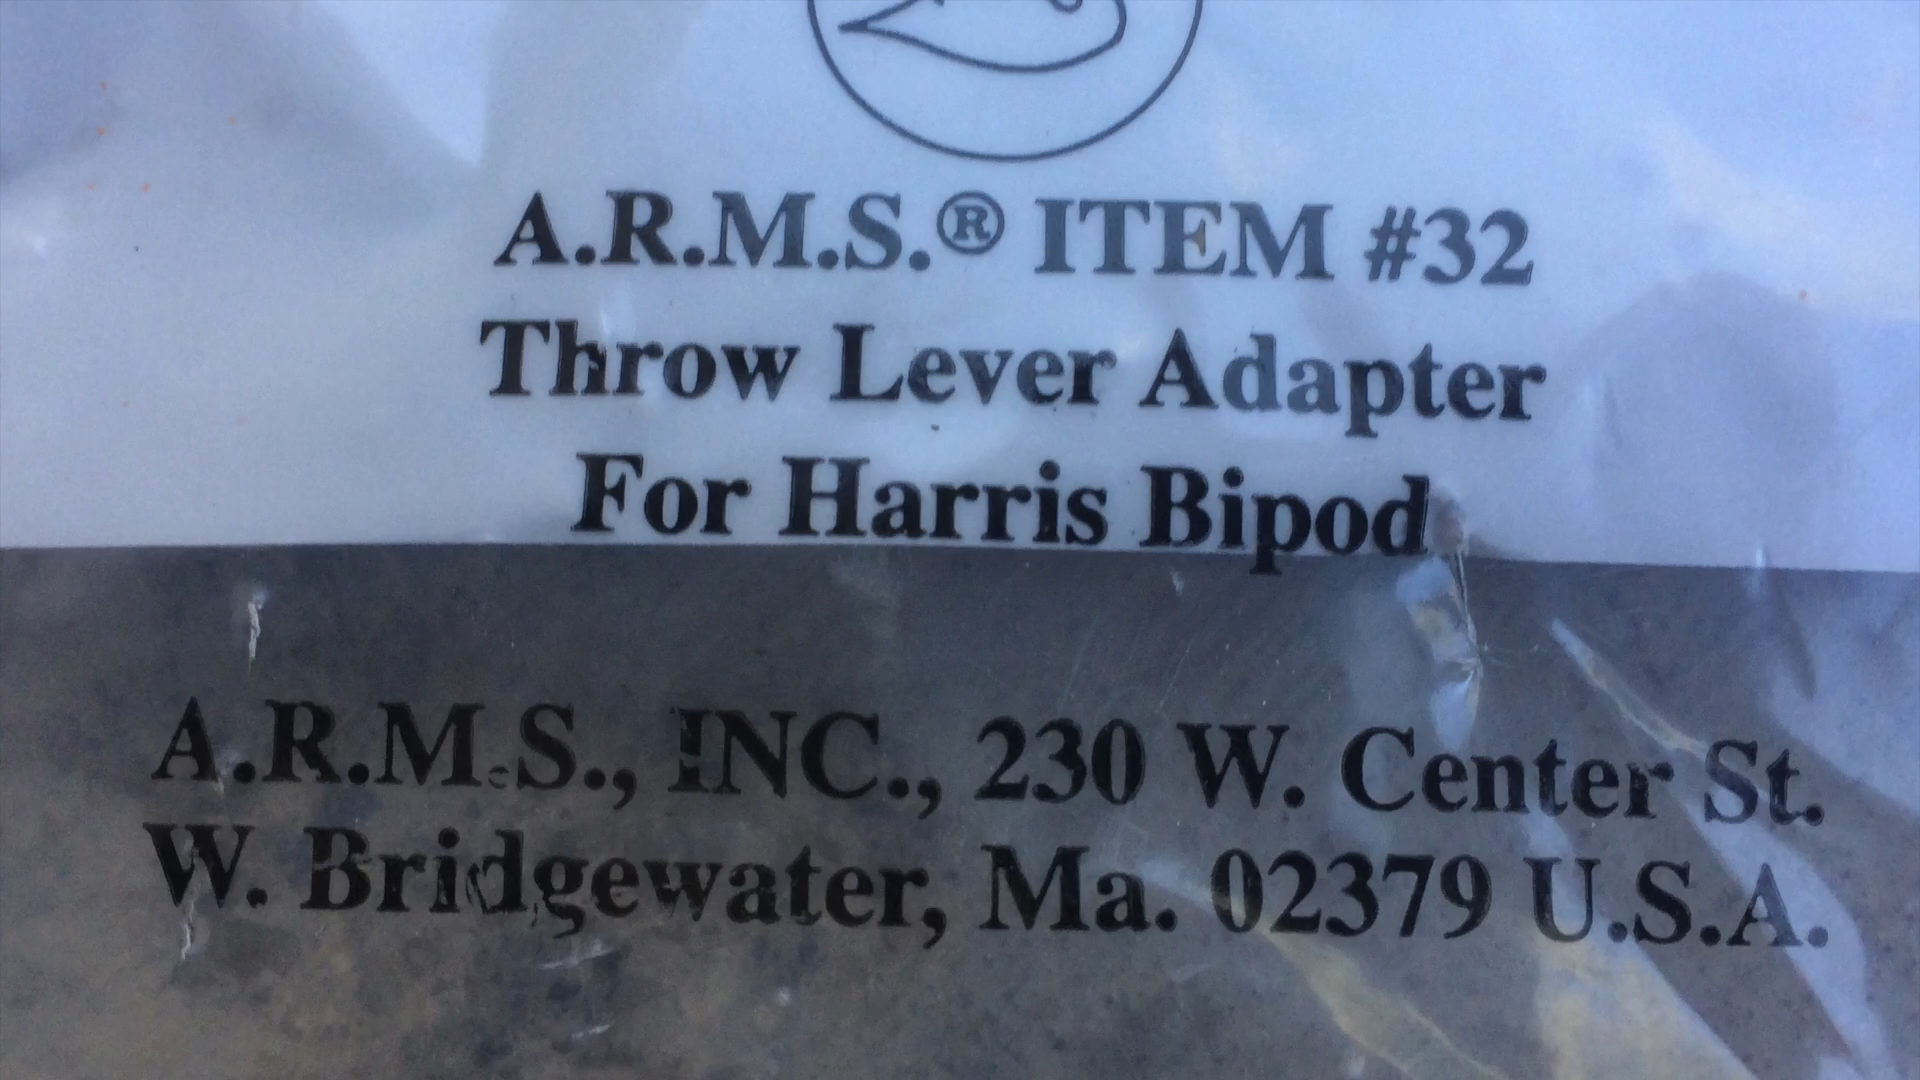 A.R.M.S.® ITEM #32
Throw Lever Adapter
For Harris Bipod
A.R.M.S., INC., 230 W. Center St.
W. Bridgewater, Ma. 02379 U.S.A.